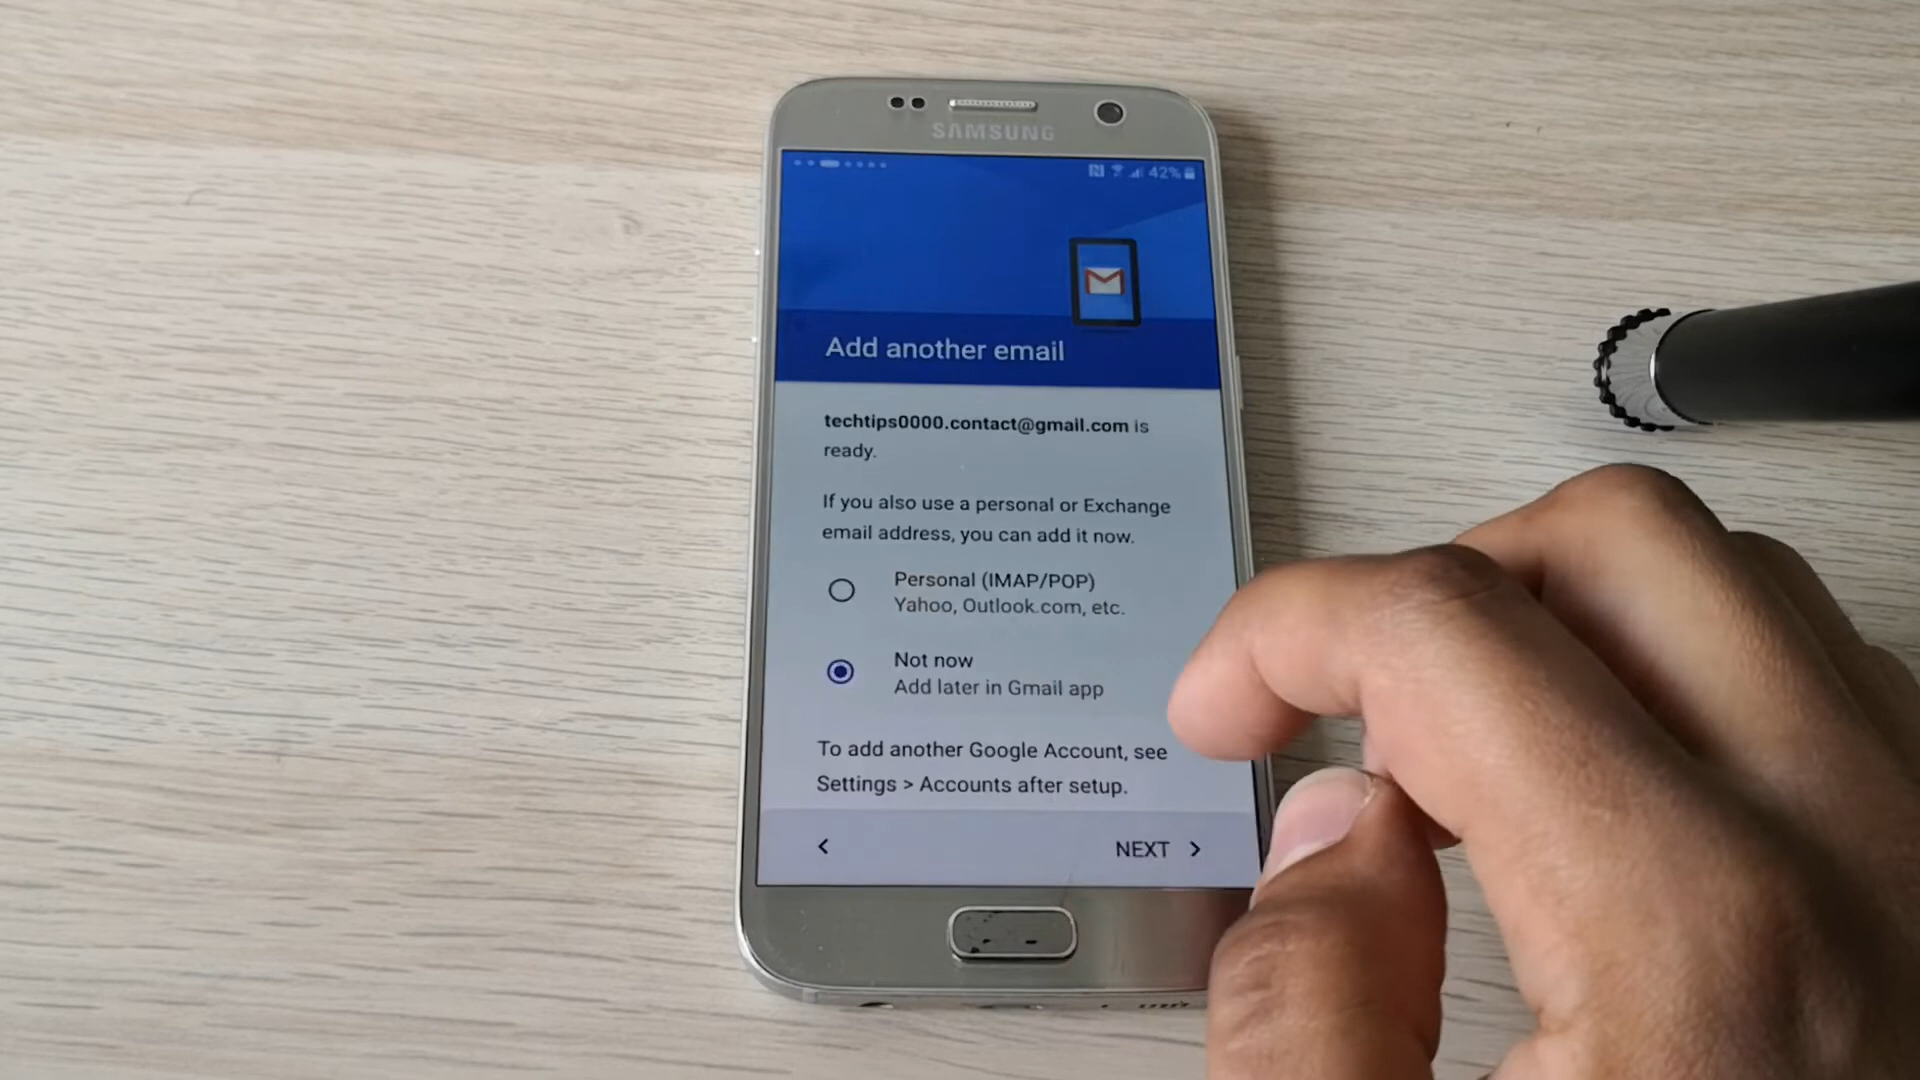 SAMSUNG
42%
Add another email
techtips0000.contact@gmail.com is
ready.
If you also use a personal or Exchange
email address, you can add it now.
Personal (IMAP/POP)
Yahoo, Outlook.com, etc.
Not now
Add later in Gmail app
To add another Google Account, see
Settings > Accounts after setup.
< NEXT >